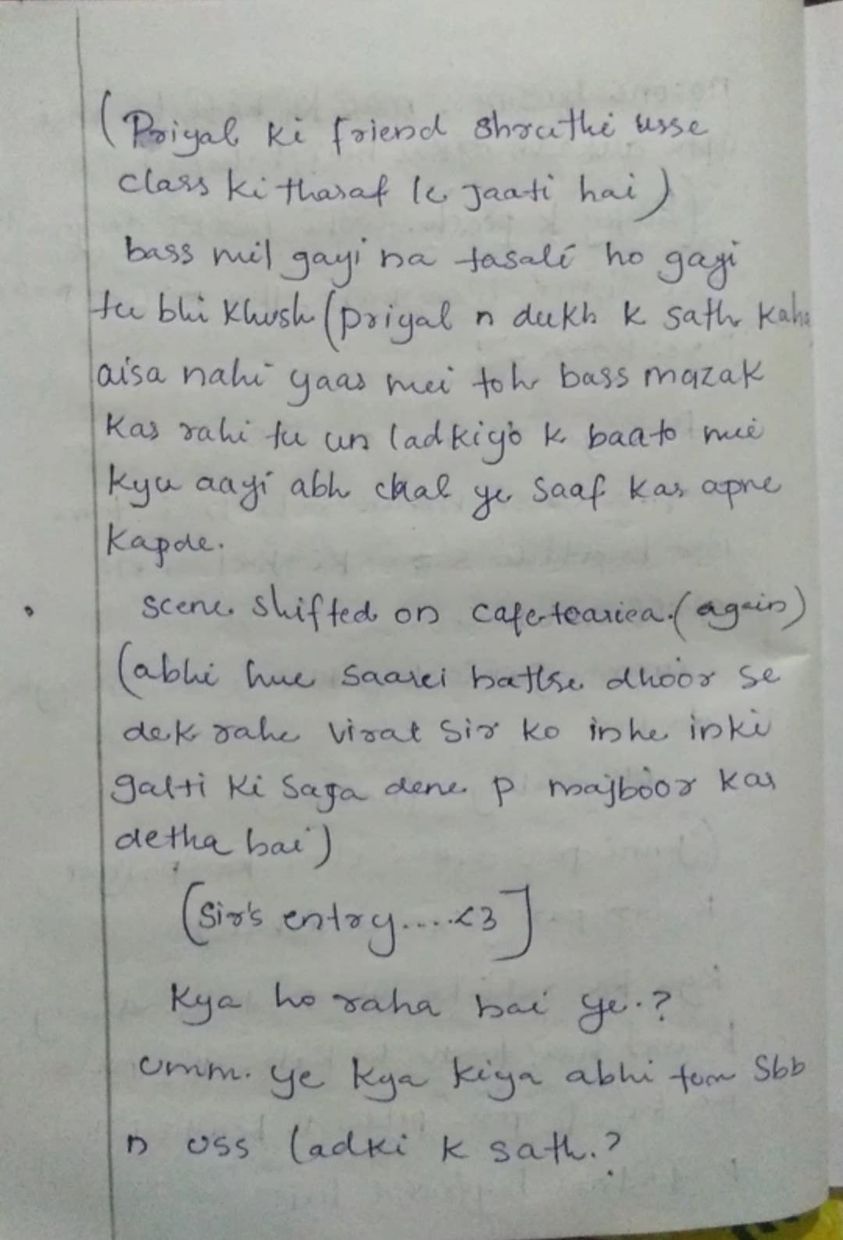 (Priyal ki friend Shruthi usse
class ki tharaf le jaati hai)
bass mil gayi na tasali ho gayi
tu bhi khush (priyal n dukh k sath kaha
aisa nahi yaar mei toh bass mazak
kar rahi tu un ladkiyo k baato mei
kyu aayi abh chal ye saaf kar apne
kapde.
scene shifted on cafeteariea. (again)
(abhi hue saarei battse dhoor se
dek rahe virat sir ko inhe inki
galti ki saga dene p majboor kar
detha hai)
(Sir's entry....<3]
Kya ho raha hai ye.?
Umm. ye kya kiya abhi tum Sbb
n uss ladki k sath.?